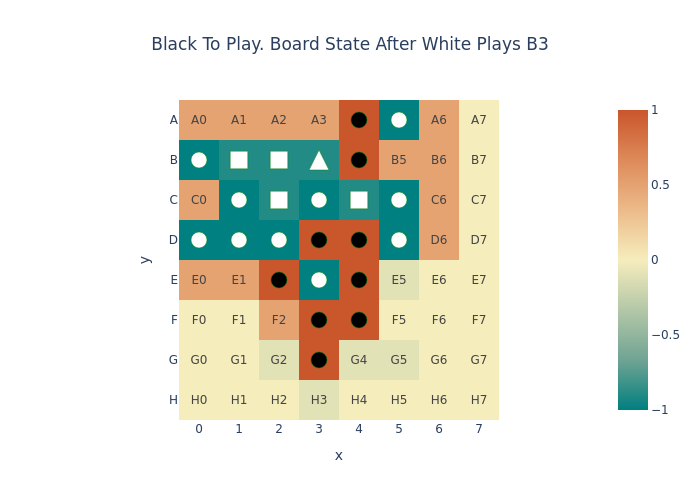 Black To Play. Board State After White Plays B3
A A0 A1 A2 A3 A6 A7
B B5 B6 B7
C C0 C6 C7
D D6 D7
E E0 E1 E5 E6 E7
F F0 F1 F2 F5 F6 F7
G G0 G1 G2 G4 G5 G6 G7
H H0 H1 H2 H3 H4 H5 H6 H7
0 1 2 3 4 5 6 7
x
y
1
0.5
0
−0.5
−1